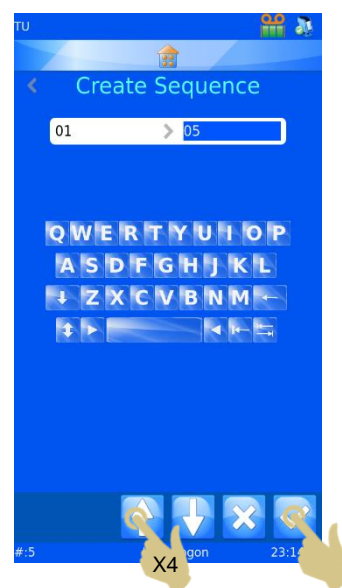 TU
Create Sequence
01 05
Q W E R T Y U I O P
A S D F G H J K L
Z X C V B N M
#:5 23:1
X4